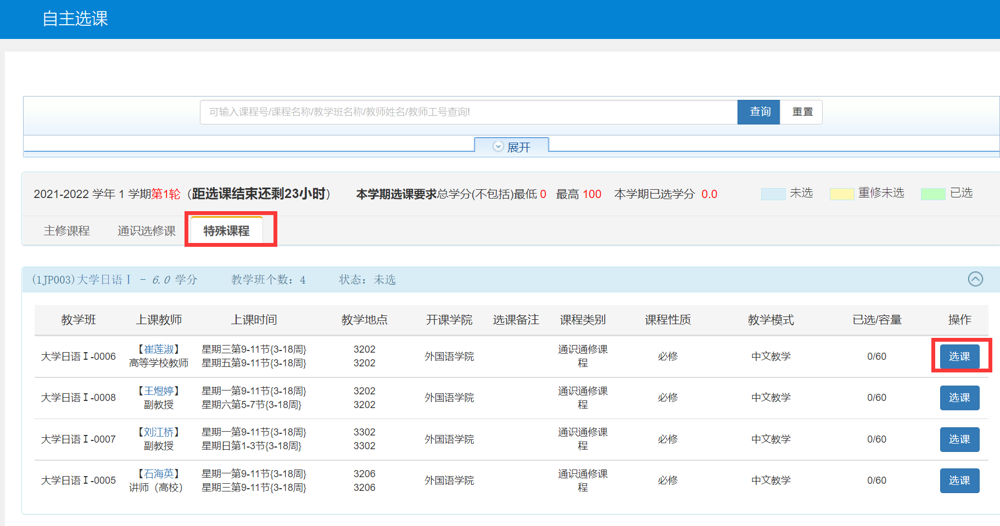 自主选课
可输入课程号/课程名称/教学班名称/教师姓名/教师工号查询! 查询 重置
展开
2021-2022 学年 1 学期第1轮（距选课结束还剩23小时） 本学期选课要求总学分(不包括)最低 0 最高 100 本学期已选学分 0.0 未选 重修未选 已选
主修课程 通识选修课 特殊课程
(1JP003)大学日语Ⅰ - 6.0 学分 教学班个数：4 状态：未选
教学班 上课教师 上课时间 教学地点 开课学院 选课备注 课程类别 课程性质 教学模式 已选/容量 操作
大学日语Ⅰ-0006 【崔莲淑】 高等学校教师 星期三第9-11节{3-18周} 星期五第9-11节{3-18周} 3202 3202 外国语学院 通识通修课程 必修 中文教学 0/60 选课
大学日语Ⅰ-0008 【王煜婷】 副教授 星期一第9-11节{3-18周} 星期六第5-7节{3-18周} 3202 3202 外国语学院 通识通修课程 必修 中文教学 0/60 选课
大学日语Ⅰ-0007 【刘江桥】 副教授 星期一第9-11节{3-18周} 星期日第1-3节{3-18周} 3302 3302 外国语学院 通识通修课程 必修 中文教学 0/60 选课
大学日语Ⅰ-0005 【石海英】 讲师（高校） 星期一第9-11节{3-18周} 星期三第9-11节{3-18周} 3206 3206 外国语学院 通识通修课程 必修 中文教学 0/60 选课